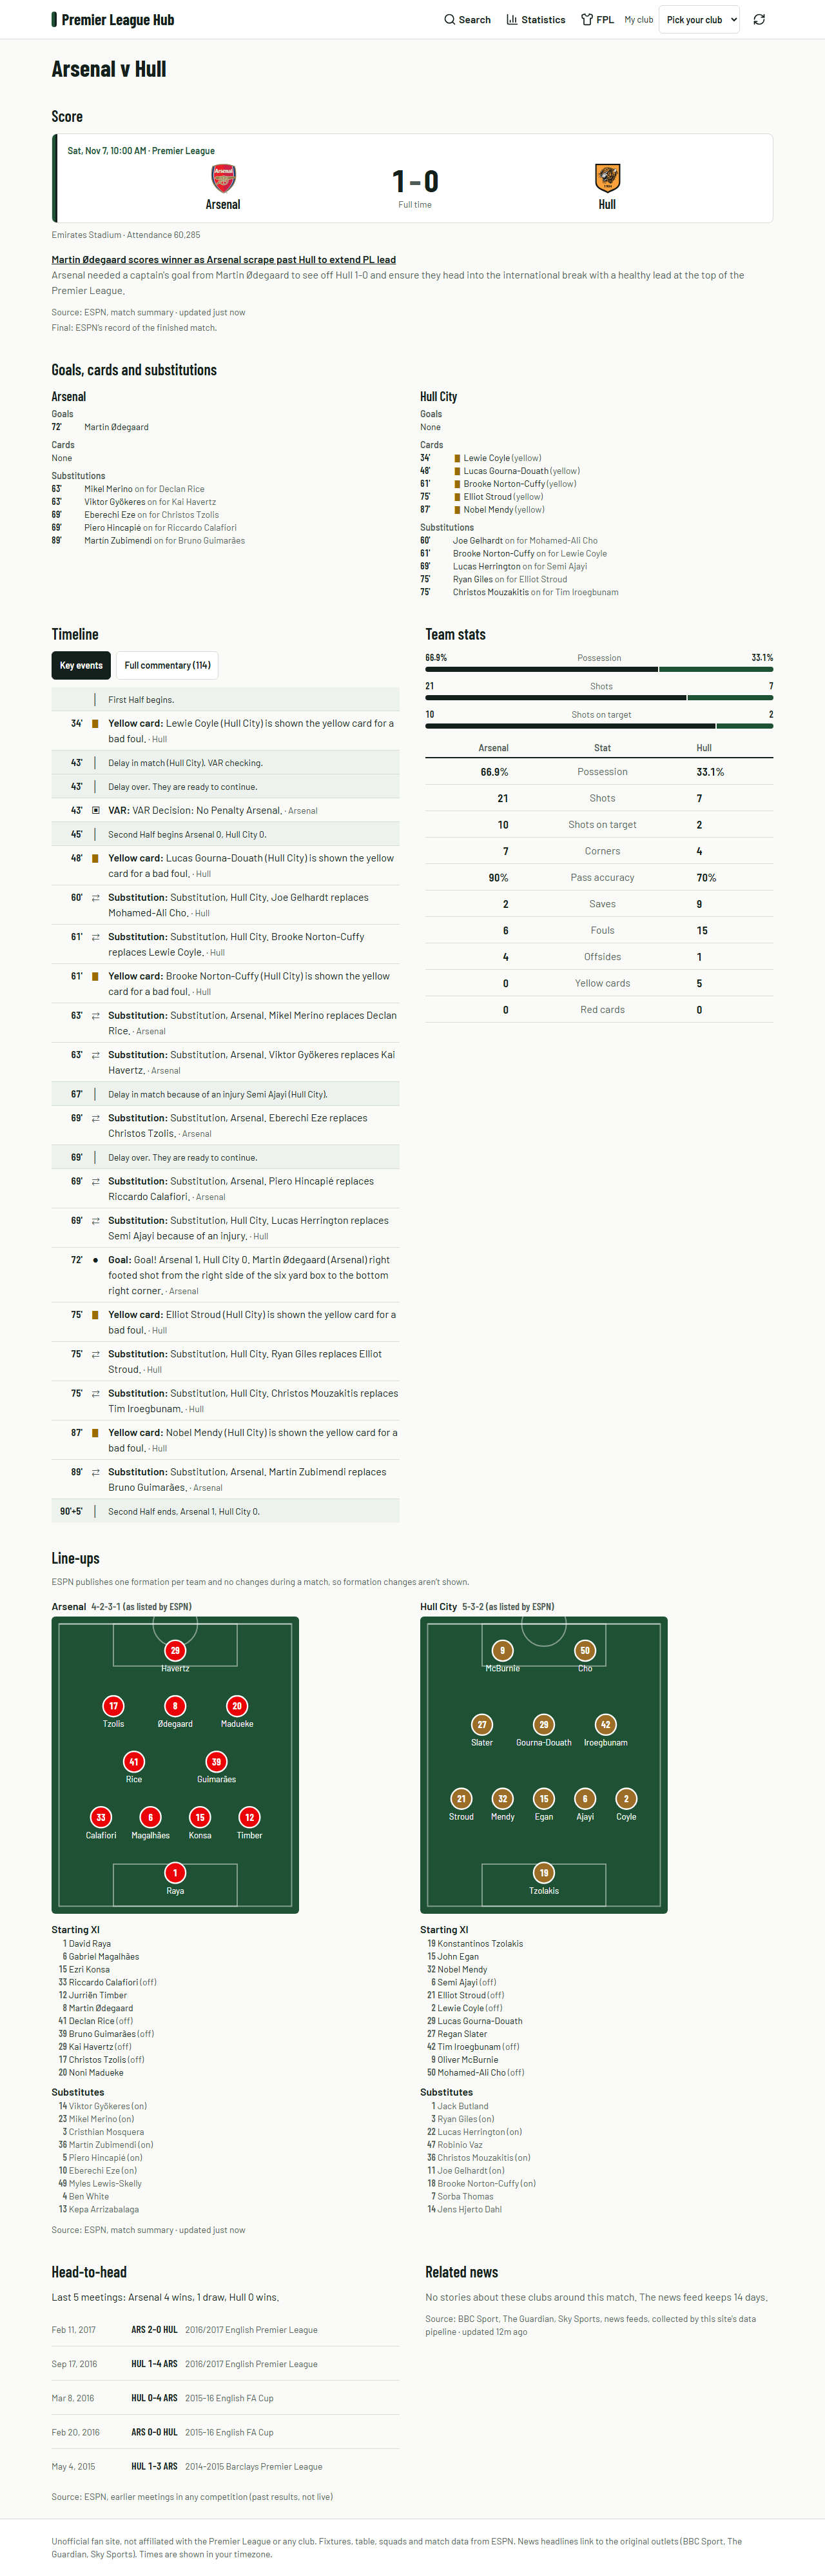 Premier League Hub
Search
Statistics
FPL
My club
Pick your club
Arsenal v Hull
Score
Sat, Nov 7, 10:00 AM · Premier League
Arsenal
1 – 0
Full time
Hull
Emirates Stadium · Attendance 60,285
Martin Ødegaard scores winner as Arsenal scrape past Hull to extend PL lead
Arsenal needed a captain's goal from Martin Ødegaard to see off Hull 1-0 and ensure they head into the international break with a healthy lead at the top of the
Premier League.
Source: ESPN, match summary · updated just now
Final: ESPN's record of the finished match.
Goals, cards and substitutions
Arsenal
Goals
72' Martin Ødegaard
Cards
None
Substitutions
63' Mikel Merino on for Declan Rice
63' Viktor Gyökeres on for Kai Havertz
69' Eberechi Eze on for Christos Tzolis
69' Piero Hincapié on for Riccardo Calafiori
89' Martín Zubimendi on for Bruno Guimarães
Hull City
Goals
None
Cards
34' Lewie Coyle (yellow)
48' Lucas Gourna-Douath (yellow)
61' Brooke Norton-Cuffy (yellow)
75' Elliot Stroud (yellow)
87' Nobel Mendy (yellow)
Substitutions
60' Joe Gelhardt on for Mohamed-Ali Cho
61' Brooke Norton-Cuffy on for Lewie Coyle
69' Lucas Herrington on for Semi Ajayi
75' Ryan Giles on for Elliot Stroud
75' Christos Mouzakitis on for Tim Iroegbunam
Timeline
Key events
Full commentary (114)
First Half begins.
34' Yellow card: Lewie Coyle (Hull City) is shown the yellow card for a
bad foul. · Hull
43' Delay in match (Hull City). VAR checking.
43' Delay over. They are ready to continue.
43' VAR: VAR Decision: No Penalty Arsenal. · Arsenal
45' Second Half begins Arsenal 0, Hull City 0.
48' Yellow card: Lucas Gourna-Douath (Hull City) is shown the yellow
card for a bad foul. · Hull
60' Substitution: Substitution, Hull City. Joe Gelhardt replaces
Mohamed-Ali Cho. · Hull
61' Substitution: Substitution, Hull City. Brooke Norton-Cuffy
replaces Lewie Coyle. · Hull
61' Yellow card: Brooke Norton-Cuffy (Hull City) is shown the yellow
card for a bad foul. · Hull
63' Substitution: Substitution, Arsenal. Mikel Merino replaces Declan
Rice. · Arsenal
63' Substitution: Substitution, Arsenal. Viktor Gyökeres replaces Kai
Havertz. · Arsenal
67' Delay in match because of an injury Semi Ajayi (Hull City).
69' Substitution: Substitution, Arsenal. Eberechi Eze replaces
Christos Tzolis. · Arsenal
69' Delay over. They are ready to continue.
69' Substitution: Substitution, Arsenal. Piero Hincapié replaces
Riccardo Calafiori. · Arsenal
69' Substitution: Substitution, Hull City. Lucas Herrington replaces
Semi Ajayi because of an injury. · Hull
72' Goal: Goal! Arsenal 1, Hull City 0. Martin Ødegaard (Arsenal) right
footed shot from the right side of the six yard box to the bottom
right corner. · Arsenal
75' Yellow card: Elliot Stroud (Hull City) is shown the yellow card for a
bad foul. · Hull
75' Substitution: Substitution, Hull City. Ryan Giles replaces Elliot
Stroud. · Hull
75' Substitution: Substitution, Hull City. Christos Mouzakitis replaces
Tim Iroegbunam. · Hull
87' Yellow card: Nobel Mendy (Hull City) is shown the yellow card for a
bad foul. · Hull
89' Substitution: Substitution, Arsenal. Martín Zubimendi replaces
Bruno Guimarães. · Arsenal
90'+5' Second Half ends, Arsenal 1, Hull City 0.
Team stats
66.9% Possession 33.1%
21 Shots 7
10 Shots on target 2
Arsenal Stat Hull
66.9% Possession 33.1%
21 Shots 7
10 Shots on target 2
7 Corners 4
90% Pass accuracy 70%
2 Saves 9
6 Fouls 15
4 Offsides 1
0 Yellow cards 5
0 Red cards 0
Line-ups
ESPN publishes one formation per team and no changes during a match, so formation changes aren't shown.
Arsenal 4-2-3-1 (as listed by ESPN)
29
Havertz
17 8 20
Tzolis Ødegaard Madueke
41 39
Rice Guimarães
33 6 15 12
Calafiori Magalhães Konsa Timber
1
Raya
Starting XI
1 David Raya
6 Gabriel Magalhães
15 Ezri Konsa
33 Riccardo Calafiori (off)
12 Jurriën Timber
8 Martin Ødegaard
41 Declan Rice (off)
39 Bruno Guimarães (off)
29 Kai Havertz (off)
17 Christos Tzolis (off)
20 Noni Madueke
Substitutes
14 Viktor Gyökeres (on)
23 Mikel Merino (on)
3 Cristhian Mosquera
36 Martín Zubimendi (on)
5 Piero Hincapié (on)
10 Eberechi Eze (on)
49 Myles Lewis-Skelly
4 Ben White
13 Kepa Arrizabalaga
Hull City 5-3-2 (as listed by ESPN)
9 50
McBurnie Cho
27 29 42
Slater Gourna-Douath Iroegbunam
21 32 15 6 2
Stroud Mendy Egan Ajayi Coyle
19
Tzolakis
Starting XI
19 Konstantinos Tzolakis
15 John Egan
32 Nobel Mendy
6 Semi Ajayi (off)
21 Elliot Stroud (off)
2 Lewie Coyle (off)
29 Lucas Gourna-Douath
27 Regan Slater
42 Tim Iroegbunam (off)
9 Oliver McBurnie
50 Mohamed-Ali Cho (off)
Substitutes
1 Jack Butland
3 Ryan Giles (on)
22 Lucas Herrington (on)
47 Robinio Vaz
36 Christos Mouzakitis (on)
11 Joe Gelhardt (on)
18 Brooke Norton-Cuffy (on)
7 Sorba Thomas
14 Jens Hjerto Dahl
Source: ESPN, match summary · updated just now
Head-to-head
Last 5 meetings: Arsenal 4 wins, 1 draw, Hull 0 wins.
Feb 11, 2017 ARS 2-0 HUL 2016/2017 English Premier League
Sep 17, 2016 HUL 1-4 ARS 2016/2017 English Premier League
Mar 8, 2016 HUL 0-4 ARS 2015-16 English FA Cup
Feb 20, 2016 ARS 0-0 HUL 2015-16 English FA Cup
May 4, 2015 HUL 1-3 ARS 2014-2015 Barclays Premier League
Source: ESPN, earlier meetings in any competition (past results, not live)
Related news
No stories about these clubs around this match. The news feed keeps 14 days.
Source: BBC Sport, The Guardian, Sky Sports, news feeds, collected by this site's data
pipeline · updated 12m ago
Unofficial fan site, not affiliated with the Premier League or any club. Fixtures, table, squads and match data from ESPN. News headlines link to the original outlets (BBC Sport, The
Guardian, Sky Sports). Times are shown in your timezone.